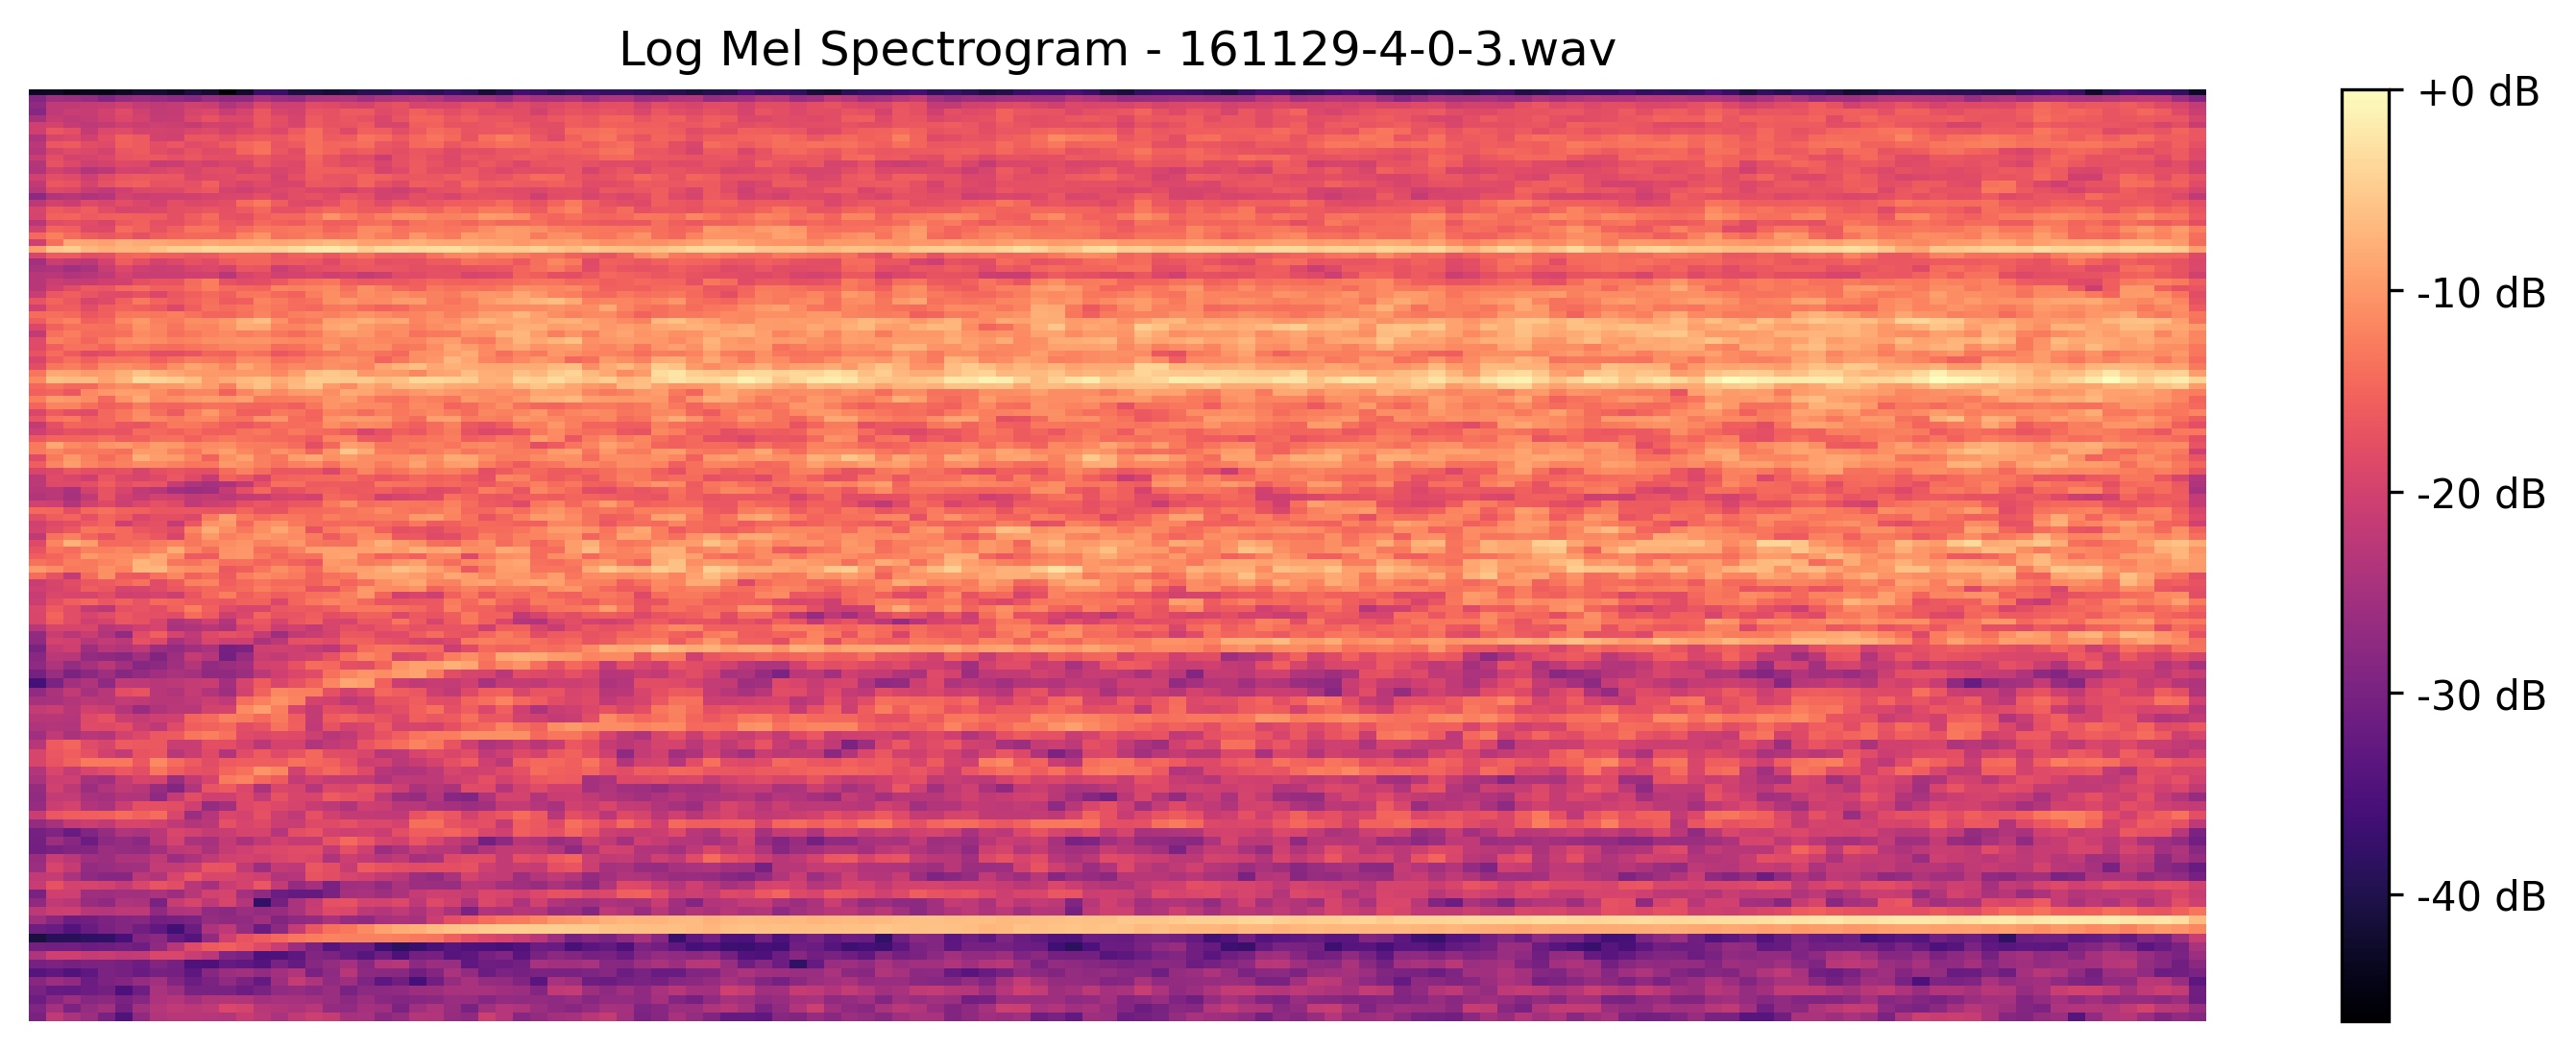 Log Mel Spectrogram - 161129-4-0-3.wav
+0 dB
-10 dB
-20 dB
-30 dB
-40 dB